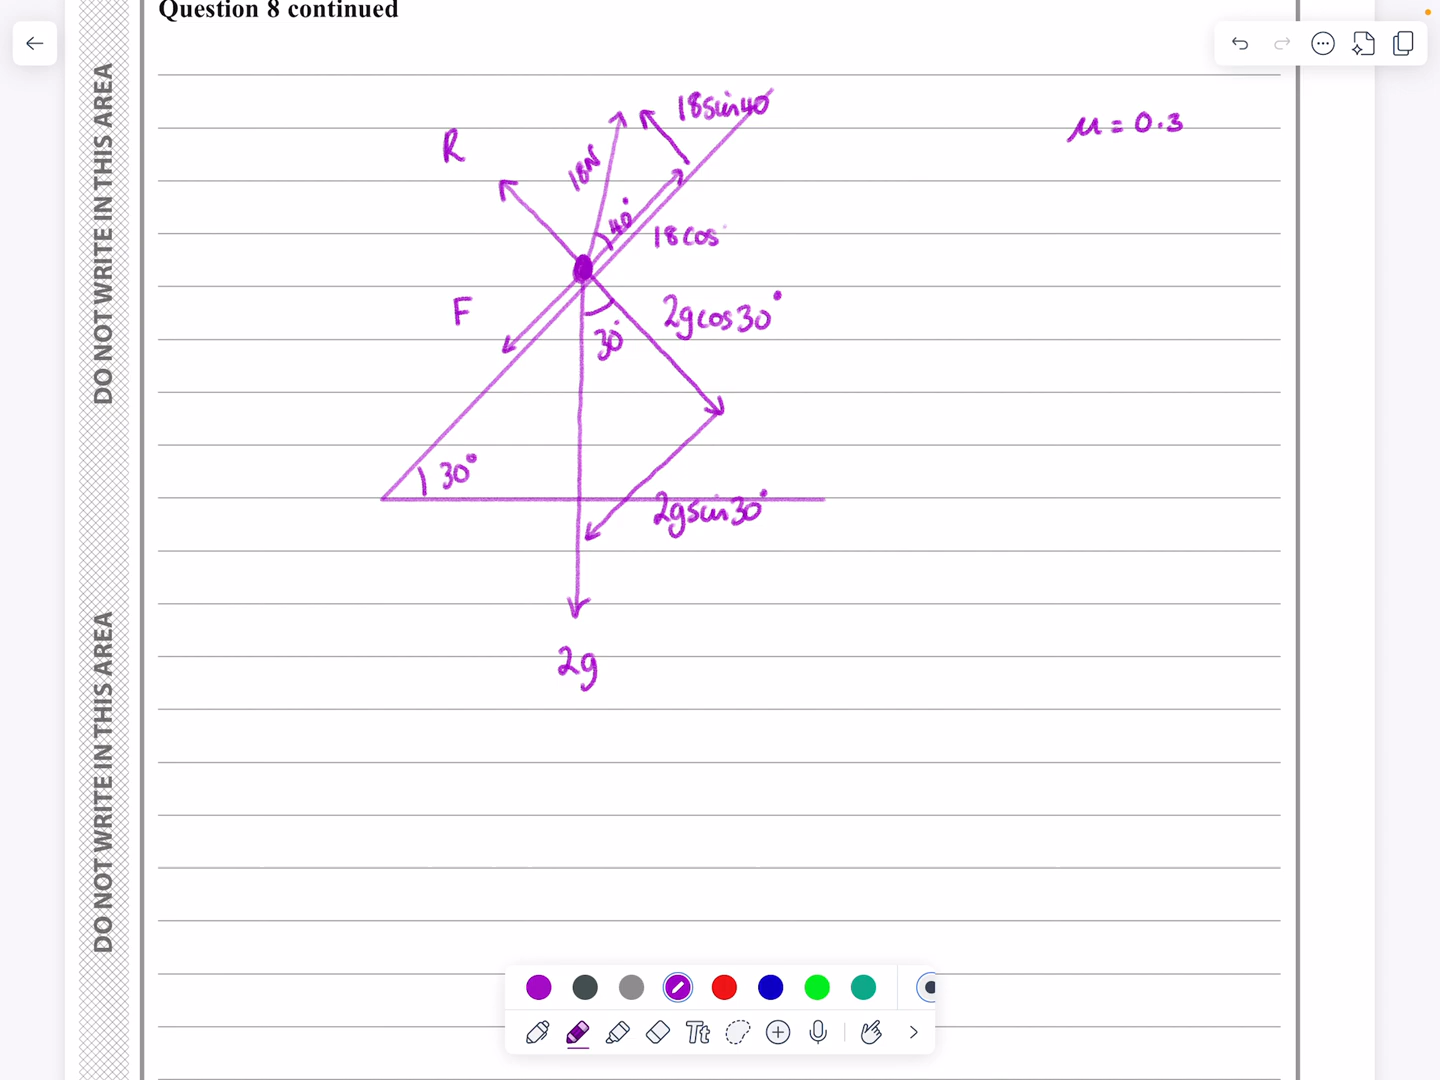 Question 8 continued
DO NOT WRITE IN THIS AREA
DO NOT WRITE IN THIS AREA
18sin40
μ = 0.3
R
18N
40°
18cos
F
2gcos30°
30°
30°
2gsin30°
2g
Tt